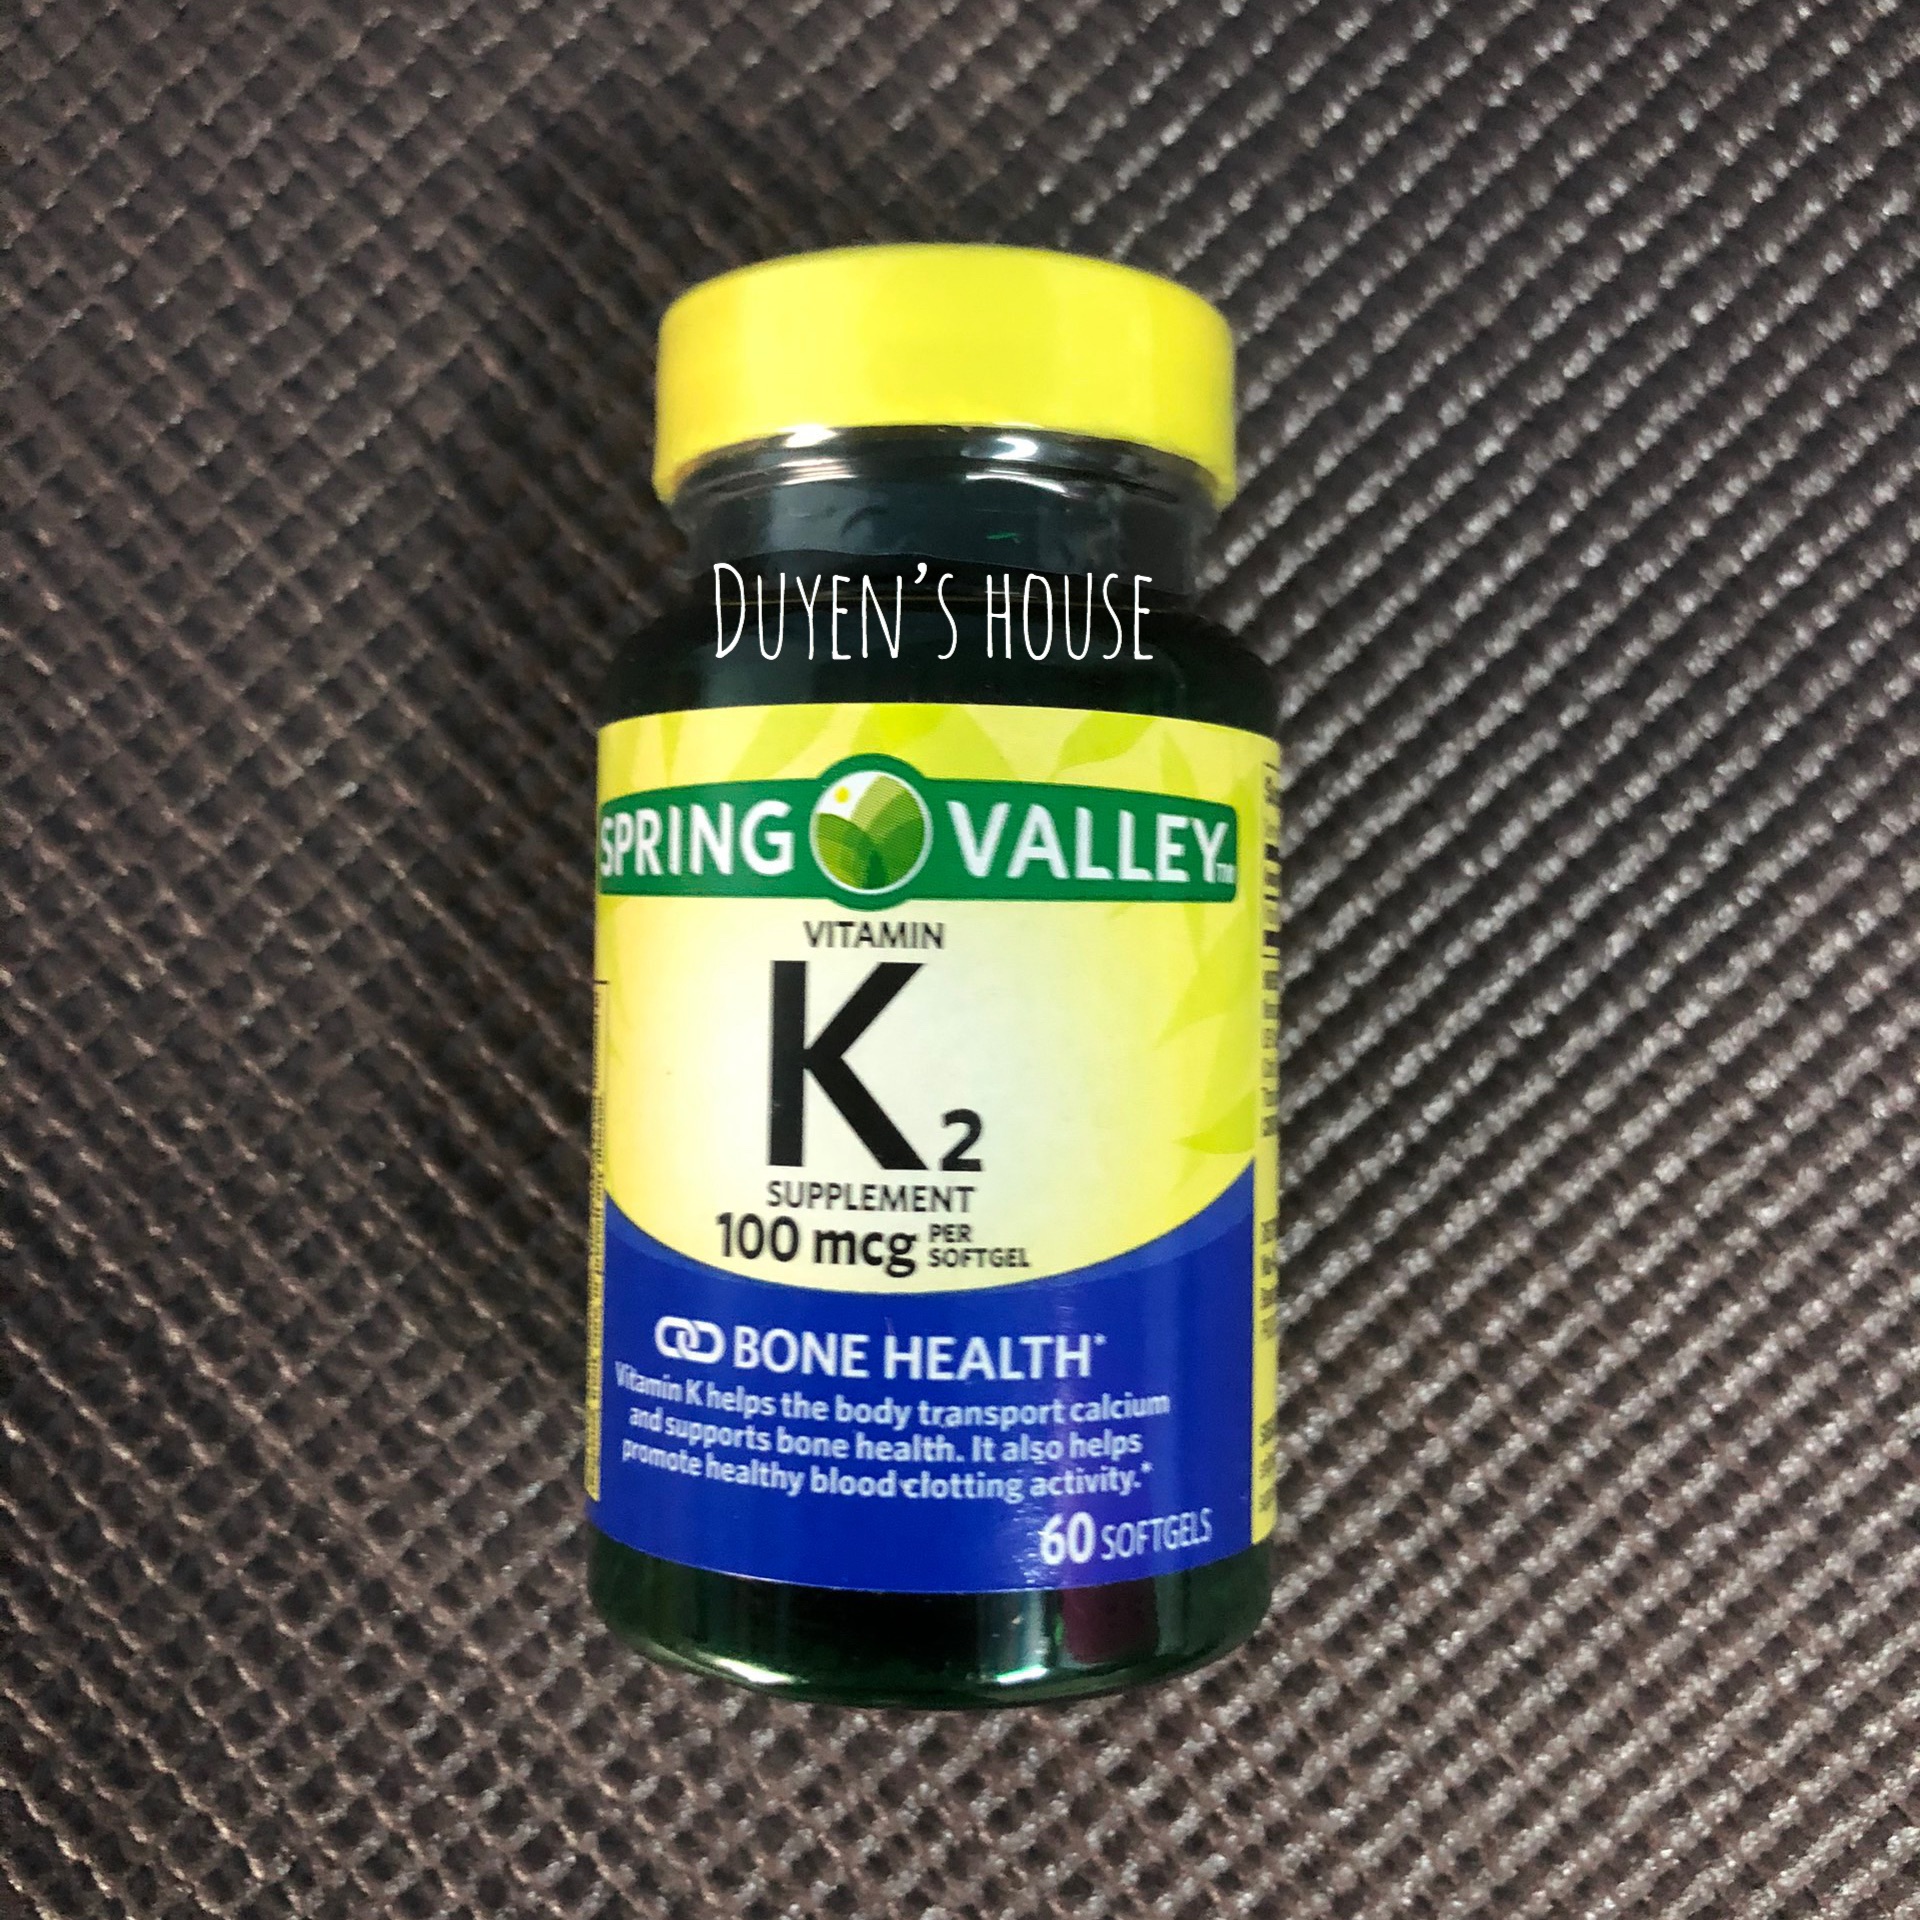 DUYEN'S HOUSE
SPRING VALLEY™
VITAMIN
K2
SUPPLEMENT
100 mcg PER SOFTGEL
BONE HEALTH*
Vitamin K helps the body transport calcium
and supports bone health. It also helps
promote healthy blood clotting activity.*
60 SOFTGELS